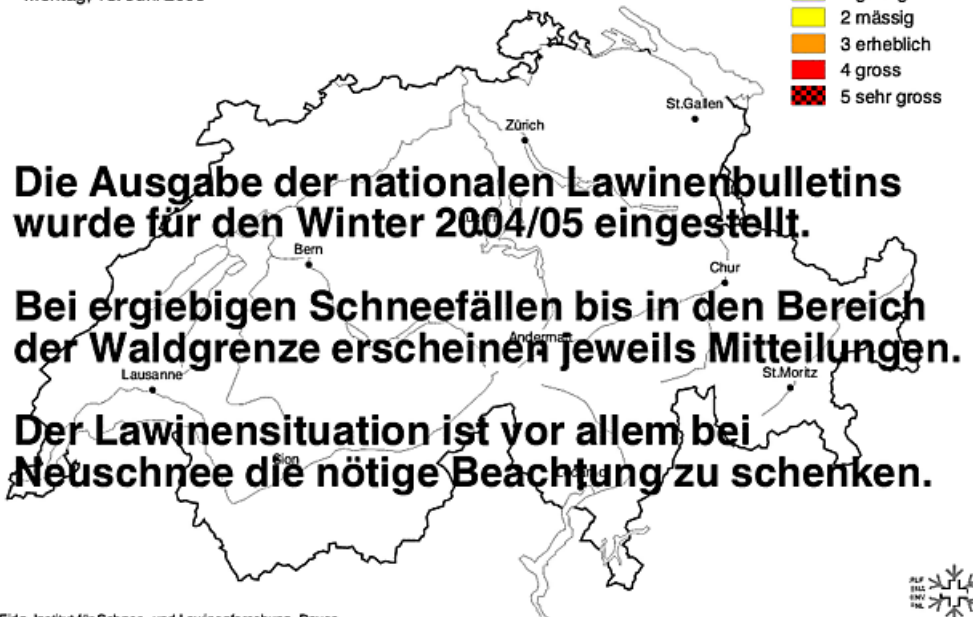 2 mässig
3 erheblich
4 gross
5 sehr gross
St.Gallen
Zürich
Die Ausgabe der nationalen Lawinenbulletins
wurde für den Winter 2004/05 eingestellt.
Bern
Chur
Bei ergiebigen Schneefällen bis in den Bereich
Andermatt
der Waldgrenze erscheinen jeweils Mitteilungen.
Lausanne
St.Moritz
Der Lawinensituation ist vor allem bei
Sion
Neuschnee die nötige Beachtung zu schenken.